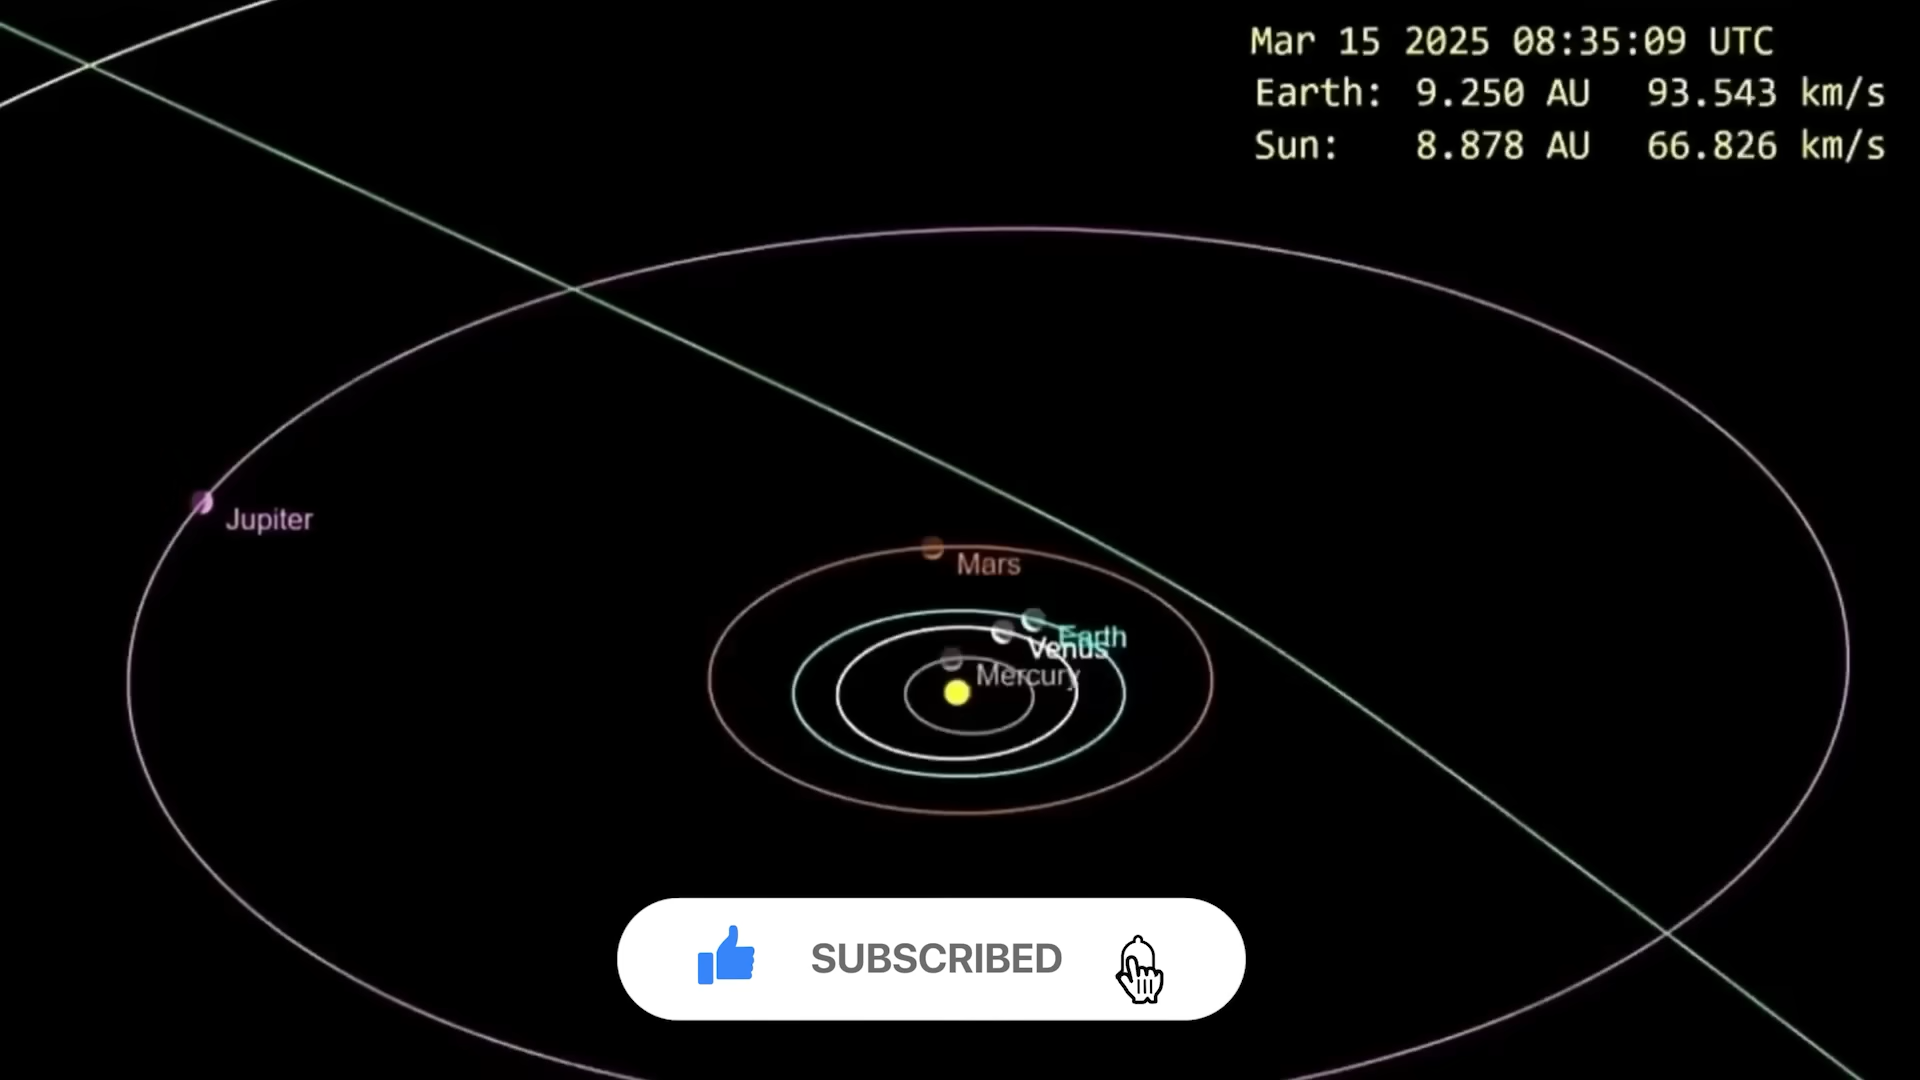 Mar 15 2025 08:35:09 UTC
Earth: 9.250 AU 93.543 km/s
Sun: 8.878 AU 66.826 km/s
Jupiter
Mars
Earth
Venus
Mercury
SUBSCRIBED